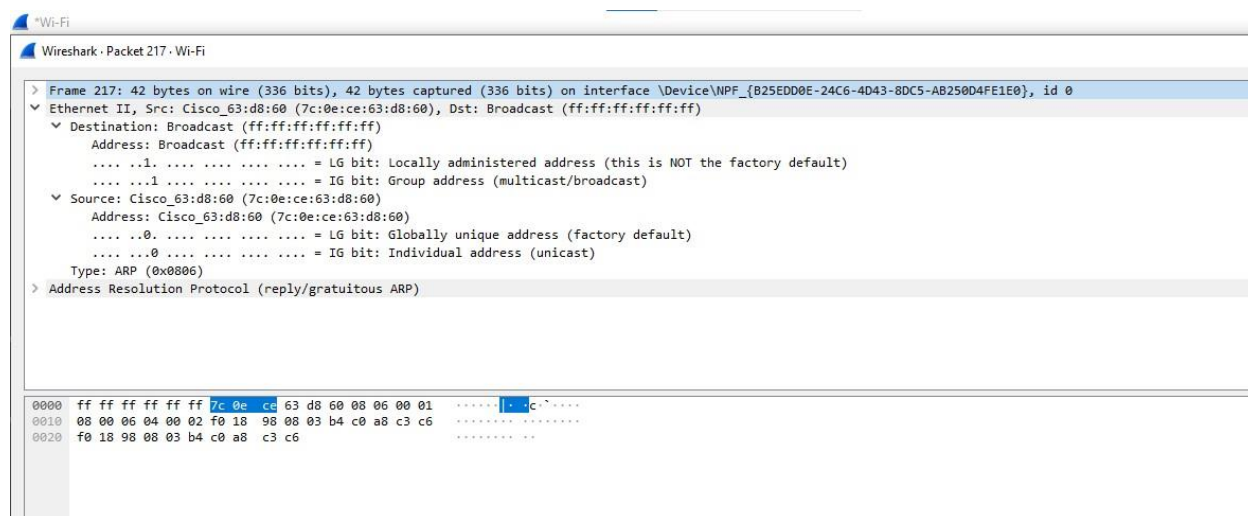 *Wi-Fi
Wireshark · Packet 217 · Wi-Fi
> Frame 217: 42 bytes on wire (336 bits), 42 bytes captured (336 bits) on interface \Device\NPF_{B25EDD0E-24C6-4D43-8DC5-AB250D4FE1E0}, id 0
Ethernet II, Src: Cisco_63:d8:60 (7c:0e:ce:63:d8:60), Dst: Broadcast (ff:ff:ff:ff:ff:ff)
Destination: Broadcast (ff:ff:ff:ff:ff:ff)
Address: Broadcast (ff:ff:ff:ff:ff:ff)
.... ..1. .... .... .... .... = LG bit: Locally administered address (this is NOT the factory default)
.... ...1 .... .... .... .... = IG bit: Group address (multicast/broadcast)
Source: Cisco_63:d8:60 (7c:0e:ce:63:d8:60)
Address: Cisco_63:d8:60 (7c:0e:ce:63:d8:60)
.... ..0. .... .... .... .... = LG bit: Globally unique address (factory default)
.... ...0 .... .... .... .... = IG bit: Individual address (unicast)
Type: ARP (0x0806)
> Address Resolution Protocol (reply/gratuitous ARP)
0000 ff ff ff ff ff ff 7c 0e ce 63 d8 60 08 06 00 01 ······|· ·c·`····
0010 08 00 06 04 00 02 f0 18 98 08 03 b4 c0 a8 c3 c6 ········ ········
0020 f0 18 98 08 03 b4 c0 a8 c3 c6 ········ ··